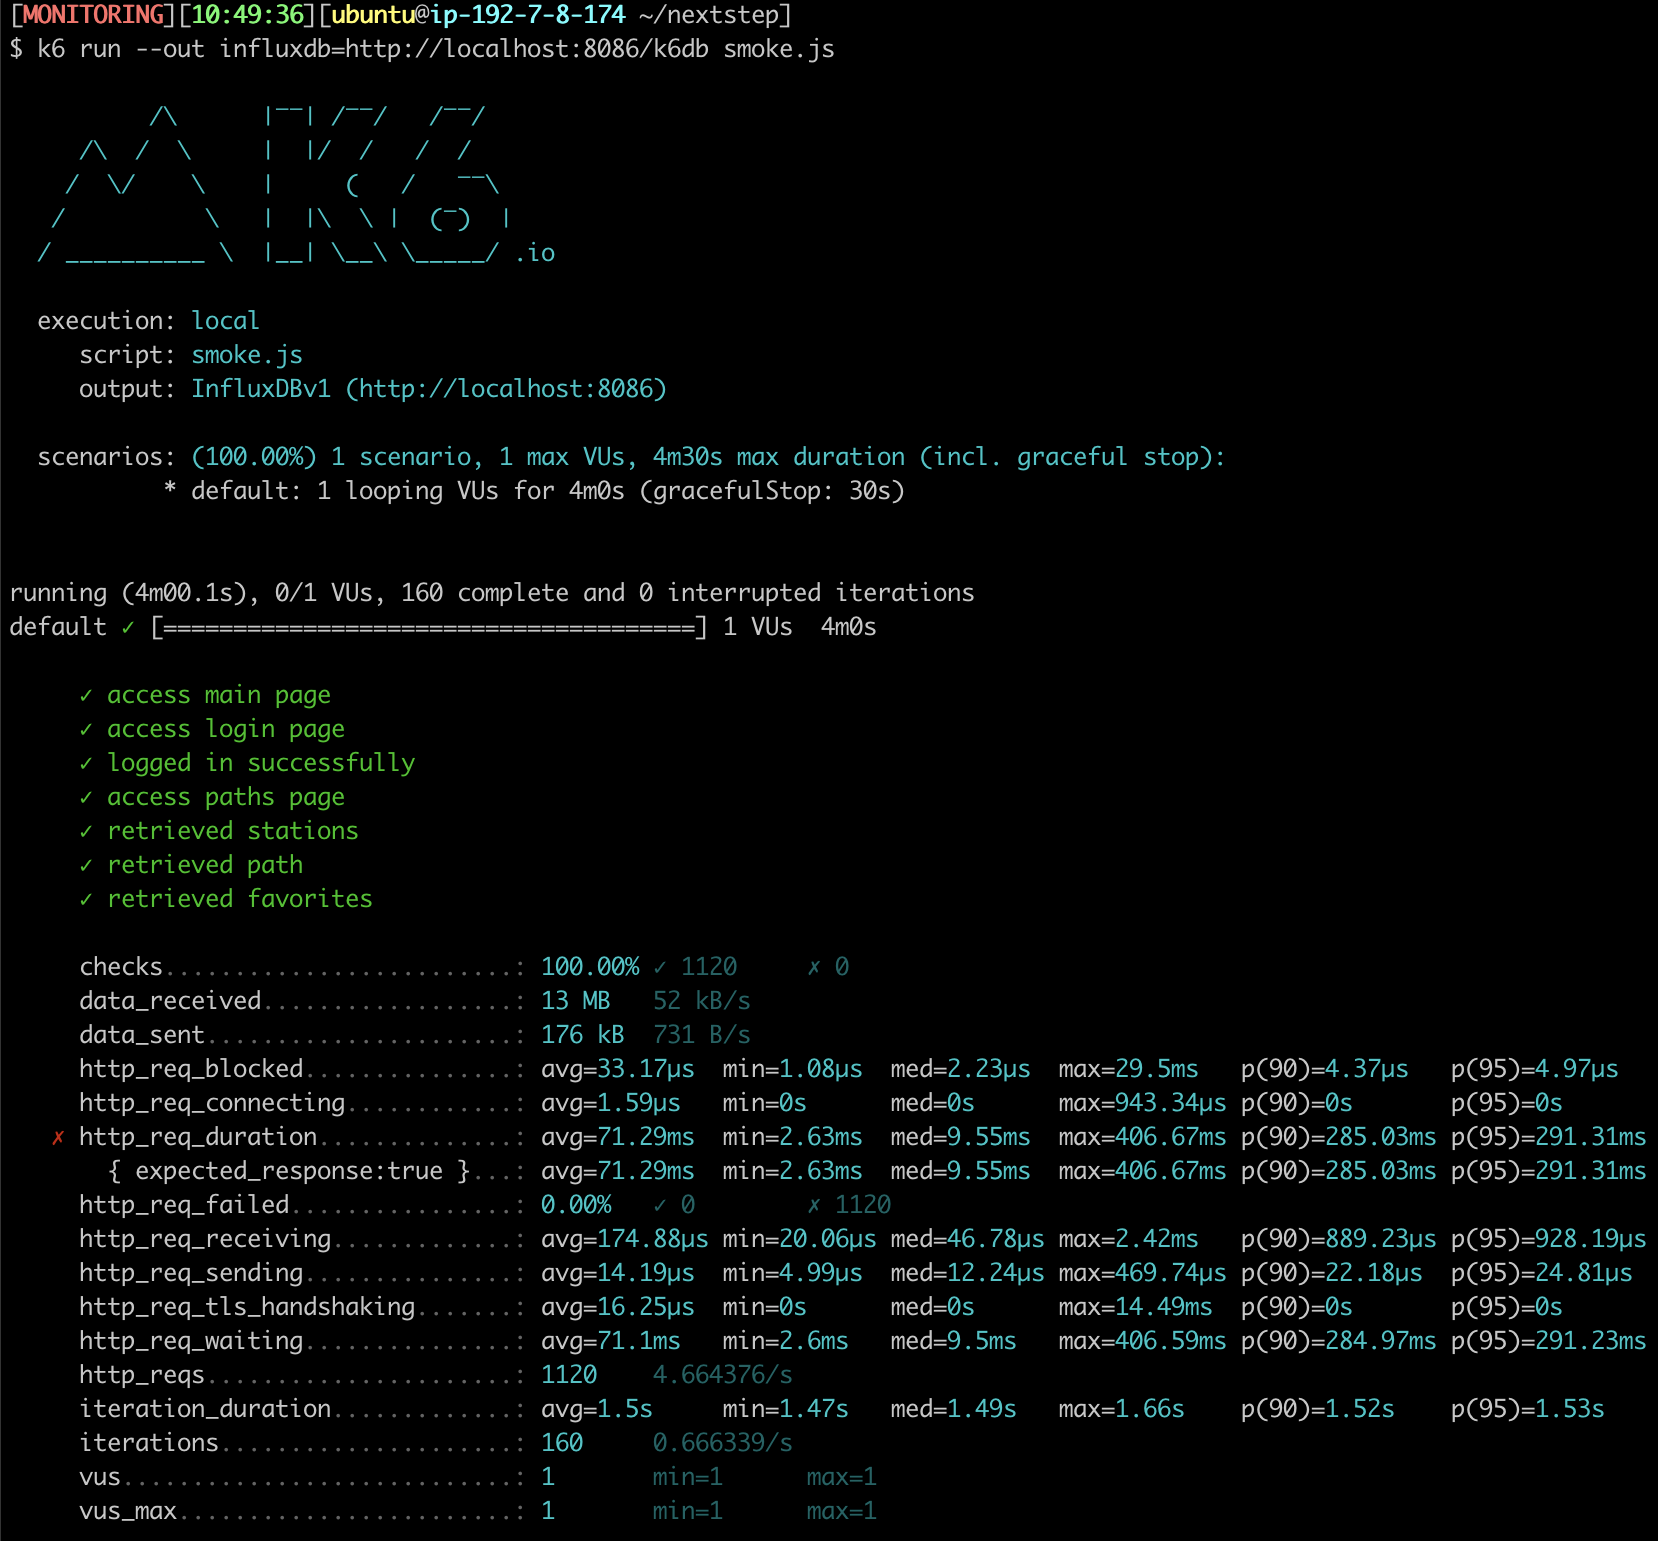 [MONITORING][10:49:36][ubuntu@ip-192-7-8-174 ~/nextstep]
$ k6 run --out influxdb=http://localhost:8086/k6db smoke.js
          /\      |‾‾| /‾‾/   /‾‾/
     /\  /  \     |  |/  /   /  /
    /  \/    \    |     (   /   ‾‾\
   /          \   |  |\  \ |  (‾)  |
  / __________ \  |__| \__\ \_____/ .io
  execution: local
     script: smoke.js
     output: InfluxDBv1 (http://localhost:8086)
  scenarios: (100.00%) 1 scenario, 1 max VUs, 4m30s max duration (incl. graceful stop):
           * default: 1 looping VUs for 4m0s (gracefulStop: 30s)
running (4m00.1s), 0/1 VUs, 160 complete and 0 interrupted iterations
default ✓ [======================================] 1 VUs  4m0s
     ✓ access main page
     ✓ access login page
     ✓ logged in successfully
     ✓ access paths page
     ✓ retrieved stations
     ✓ retrieved path
     ✓ retrieved favorites
     checks.........................: 100.00% ✓ 1120     ✗ 0
     data_received..................: 13 MB   52 kB/s
     data_sent......................: 176 kB  731 B/s
     http_req_blocked...............: avg=33.17µs  min=1.08µs  med=2.23µs  max=29.5ms   p(90)=4.37µs   p(95)=4.97µs
     http_req_connecting............: avg=1.59µs   min=0s      med=0s      max=943.34µs p(90)=0s       p(95)=0s
   ✗ http_req_duration..............: avg=71.29ms  min=2.63ms  med=9.55ms  max=406.67ms p(90)=285.03ms p(95)=291.31ms
       { expected_response:true }...: avg=71.29ms  min=2.63ms  med=9.55ms  max=406.67ms p(90)=285.03ms p(95)=291.31ms
     http_req_failed................: 0.00%   ✓ 0        ✗ 1120
     http_req_receiving.............: avg=174.88µs min=20.06µs med=46.78µs max=2.42ms   p(90)=889.23µs p(95)=928.19µs
     http_req_sending...............: avg=14.19µs  min=4.99µs  med=12.24µs max=469.74µs p(90)=22.18µs  p(95)=24.81µs
     http_req_tls_handshaking.......: avg=16.25µs  min=0s      med=0s      max=14.49ms  p(90)=0s       p(95)=0s
     http_req_waiting...............: avg=71.1ms   min=2.6ms   med=9.5ms   max=406.59ms p(90)=284.97ms p(95)=291.23ms
     http_reqs......................: 1120    4.664376/s
     iteration_duration.............: avg=1.5s     min=1.47s   med=1.49s   max=1.66s    p(90)=1.52s    p(95)=1.53s
     iterations.....................: 160     0.666339/s
     vus............................: 1       min=1      max=1
     vus_max........................: 1       min=1      max=1